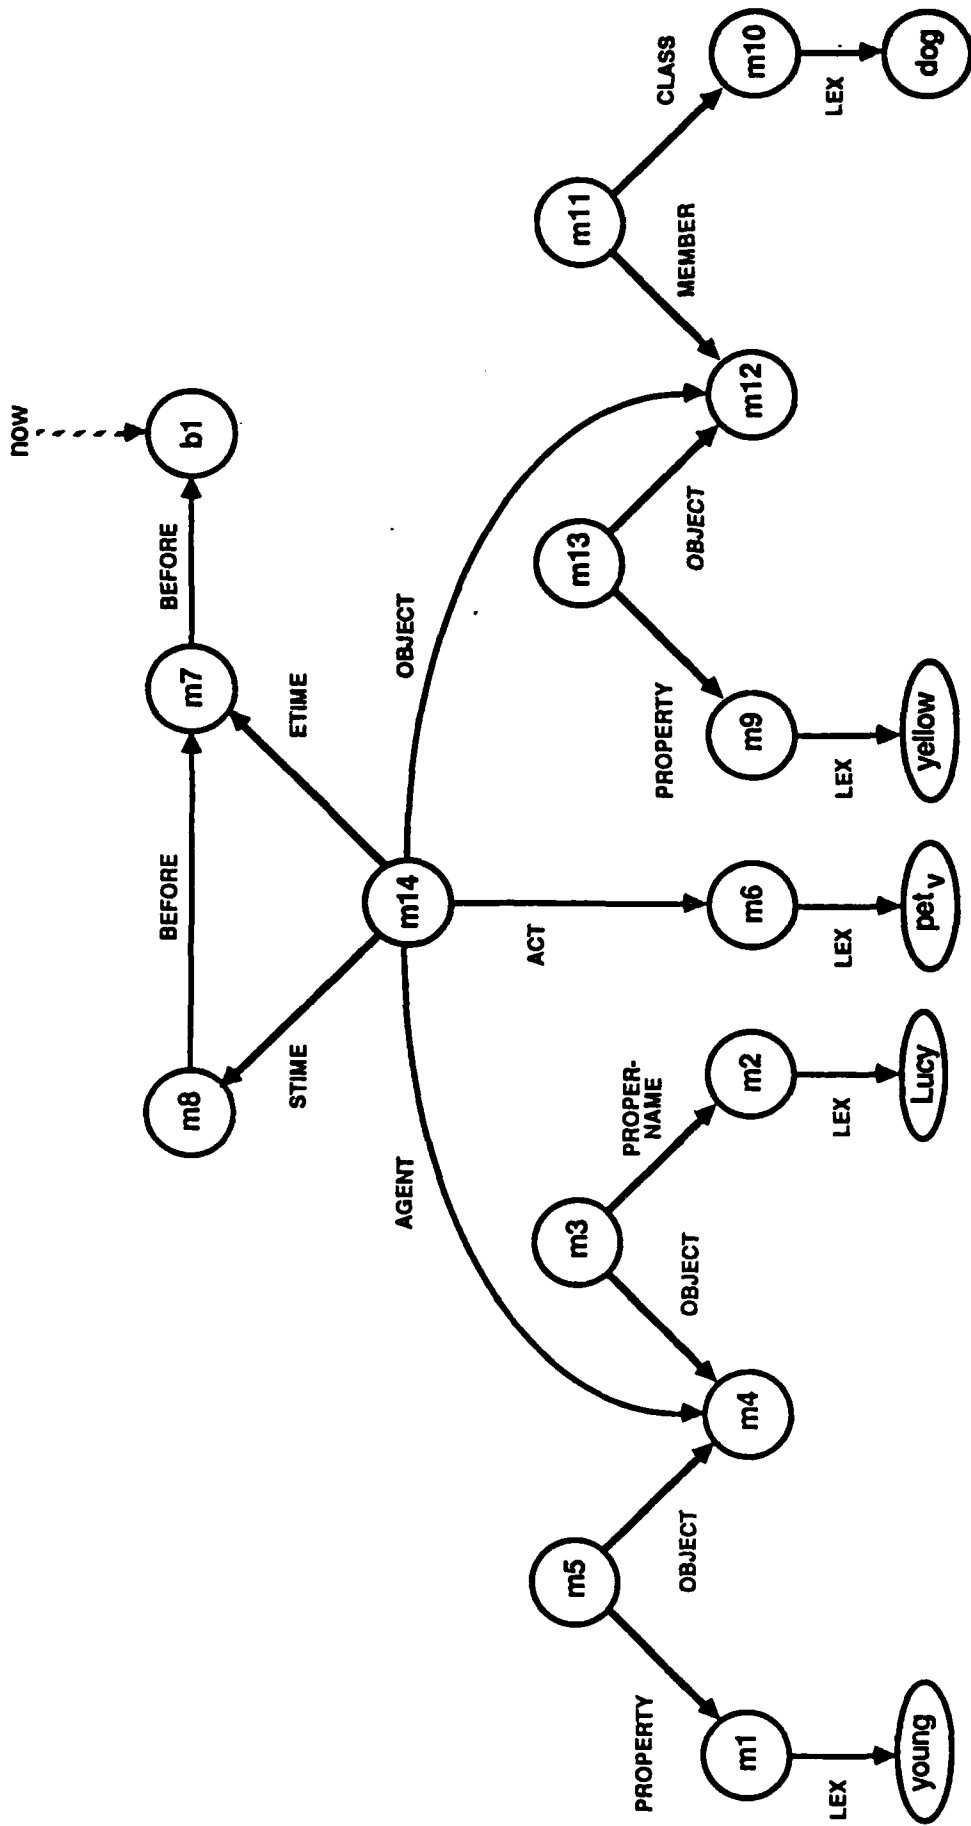 now
m8
BEFORE
m7
BEFORE
b1
STIME
ETIME
AGENT
m14
OBJECT
ACT
m5
m3
m13
m11
PROPERTY
OBJECT
OBJECT
PROPER-
NAME
PROPERTY
OBJECT
MEMBER
CLASS
m1
m4
m2
m6
m9
m12
m10
LEX
LEX
LEX
LEX
LEX
young
Lucy
pet v
yellow
dog